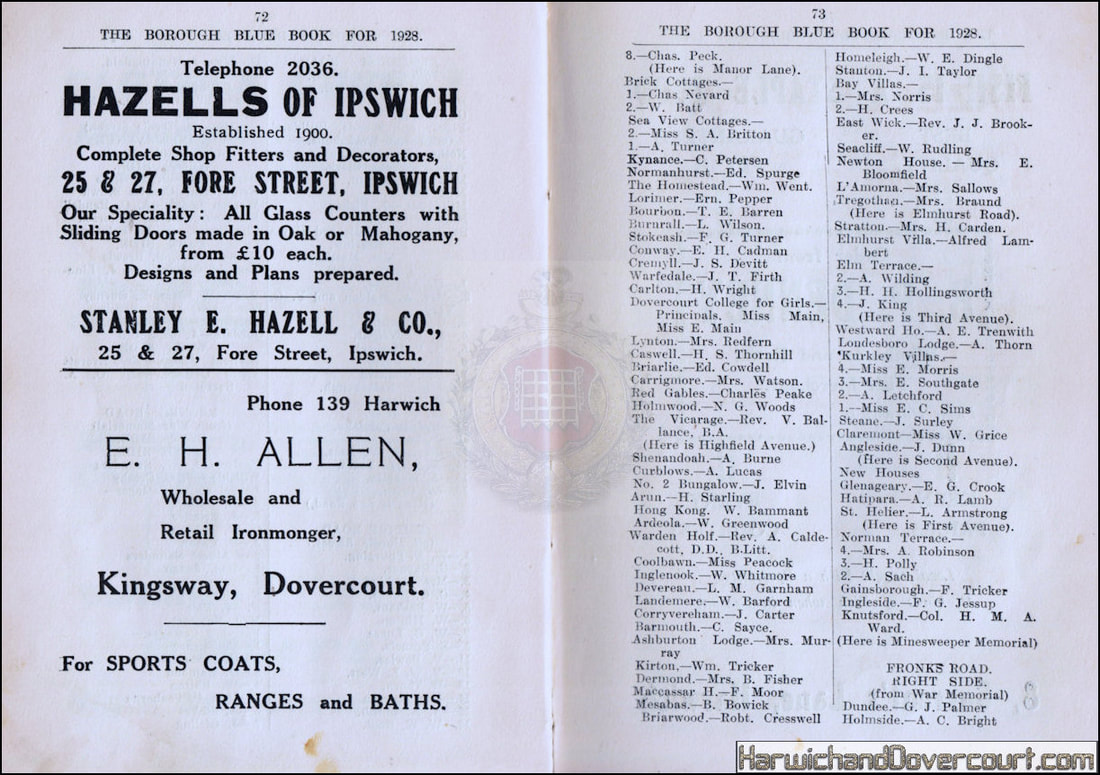 72
THE BOROUGH BLUE BOOK FOR 1928.
Telephone 2036.
HAZELLS OF IPSWICH
Established 1900.
Complete Shop Fitters and Decorators,
25 & 27, FORE STREET, IPSWICH
Our Speciality: All Glass Counters with
Sliding Doors made in Oak or Mahogany,
from £10 each.
Designs and Plans prepared.
STANLEY E. HAZELL & CO.,
25 & 27, Fore Street, Ipswich.
Phone 139 Harwich
E. H. ALLEN,
Wholesale and
Retail Ironmonger,
Kingsway, Dovercourt.
For SPORTS COATS,
RANGES and BATHS.
73
THE BOROUGH BLUE BOOK FOR 1928.
8.—Chas. Peck.
(Here is Manor Lane).
Brick Cottages.—
1.—Chas Nevard
2.—W. Batt
Sea View Cottages.—
2.—Miss S. A. Britton
1.—A. Turner
Kynance.—C. Petersen
Normanhurst.—Ed. Spurge
The Homestead.—Wm. Went.
Lorimer.—Ern. Pepper
Bourbon.—T. E. Barren
Burnrall.—L. Wilson.
Stokeash.—F. G. Turner
Conway.—E. H. Cadman
Cremyll.—J. S. Devitt
Warfedale.—J. T. Firth
Carlton.—H. Wright
Dovercourt College for Girls.—
Principals, Miss Main,
Miss E. Main
Lynton.—Mrs. Redfern
Caswell.—H. S. Thornhill
Briarlie.—Ed. Cowdell
Carrigmore.—Mrs. Watson.
Red Gables.—Charles Peake
Holmwood.—N. G. Woods
The Vicarage.—Rev. V. Bal-
lance, B.A.
(Here is Highfield Avenue.)
Shenandoah.—A. Burne
Curblows.—A. Lucas
No. 2 Bungalow.—J. Elvin
Arun.—H. Starling
Hong Kong. W. Bammant
Ardeola.—W. Greenwood
Warden Holf.—Rev. A. Calde-
cott, D.D., B.Litt.
Coolbawn.—Miss Peacock
Inglenook.—W. Whitmore
Devereau.—L. M. Garnham
Landemere.—W. Barford
Corryvereham.—J. Carter
Barmouth.—C. Sayce.
Ashburton Lodge.—Mrs. Mur-
ray
Kirton.—Wm. Tricker
Dermond.—Mrs. B. Fisher
Maccassar H.—F. Moor
Mesabas.—B. Bowick
Briarwood.—Robt. Cresswell
Homeleigh.—W. E. Dingle
Stanton.—J. I. Taylor
Bay Villas.—
1.—Mrs. Norris
2.—H. Crees
East Wick.—Rev. J. J. Brook-
er.
Seacliff.—W. Rudling
Newton House. — Mrs. E.
Bloomfield
L'Amorna.—Mrs. Sallows
Tregothan.—Mrs. Braund
(Here is Elmhurst Road).
Stratton.—Mrs. H. Carden.
Elmhurst Villa.—Alfred Lam-
bert
Elm Terrace.—
2.—A. Wilding
3.—H. H. Hollingsworth
4.—J. King
(Here is Third Avenue).
Westward Ho.—A. E. Trenwith
Londesboro Lodge.—A. Thorn
Kurkley Villas.—
4.—Miss E. Morris
3.—Mrs. E. Southgate
2.—A. Letchford
1.—Miss E. C. Sims
Steane.—J. Surley
Claremont—Miss W. Grice
Angleside.—J. Dunn
(Here is Second Avenue).
New Houses
Glenageary.—E. G. Crook
Hatipara.—A. R. Lamb
St. Helier.—L. Armstrong
(Here is First Avenue).
Norman Terrace.—
4.—Mrs. A. Robinson
3.—H. Polly
2.—A. Sach
Gainsborough.—F. Tricker
Ingleside.—F. G. Jessup
Knutsford.—Col. H. M. A.
Ward.
(Here is Minesweeper Memorial)
FRONKS ROAD.
RIGHT SIDE.
(from War Memorial)
Dundee.—G. J. Palmer
Holmside.—A. C. Bright
HarwichandDovercourt.com